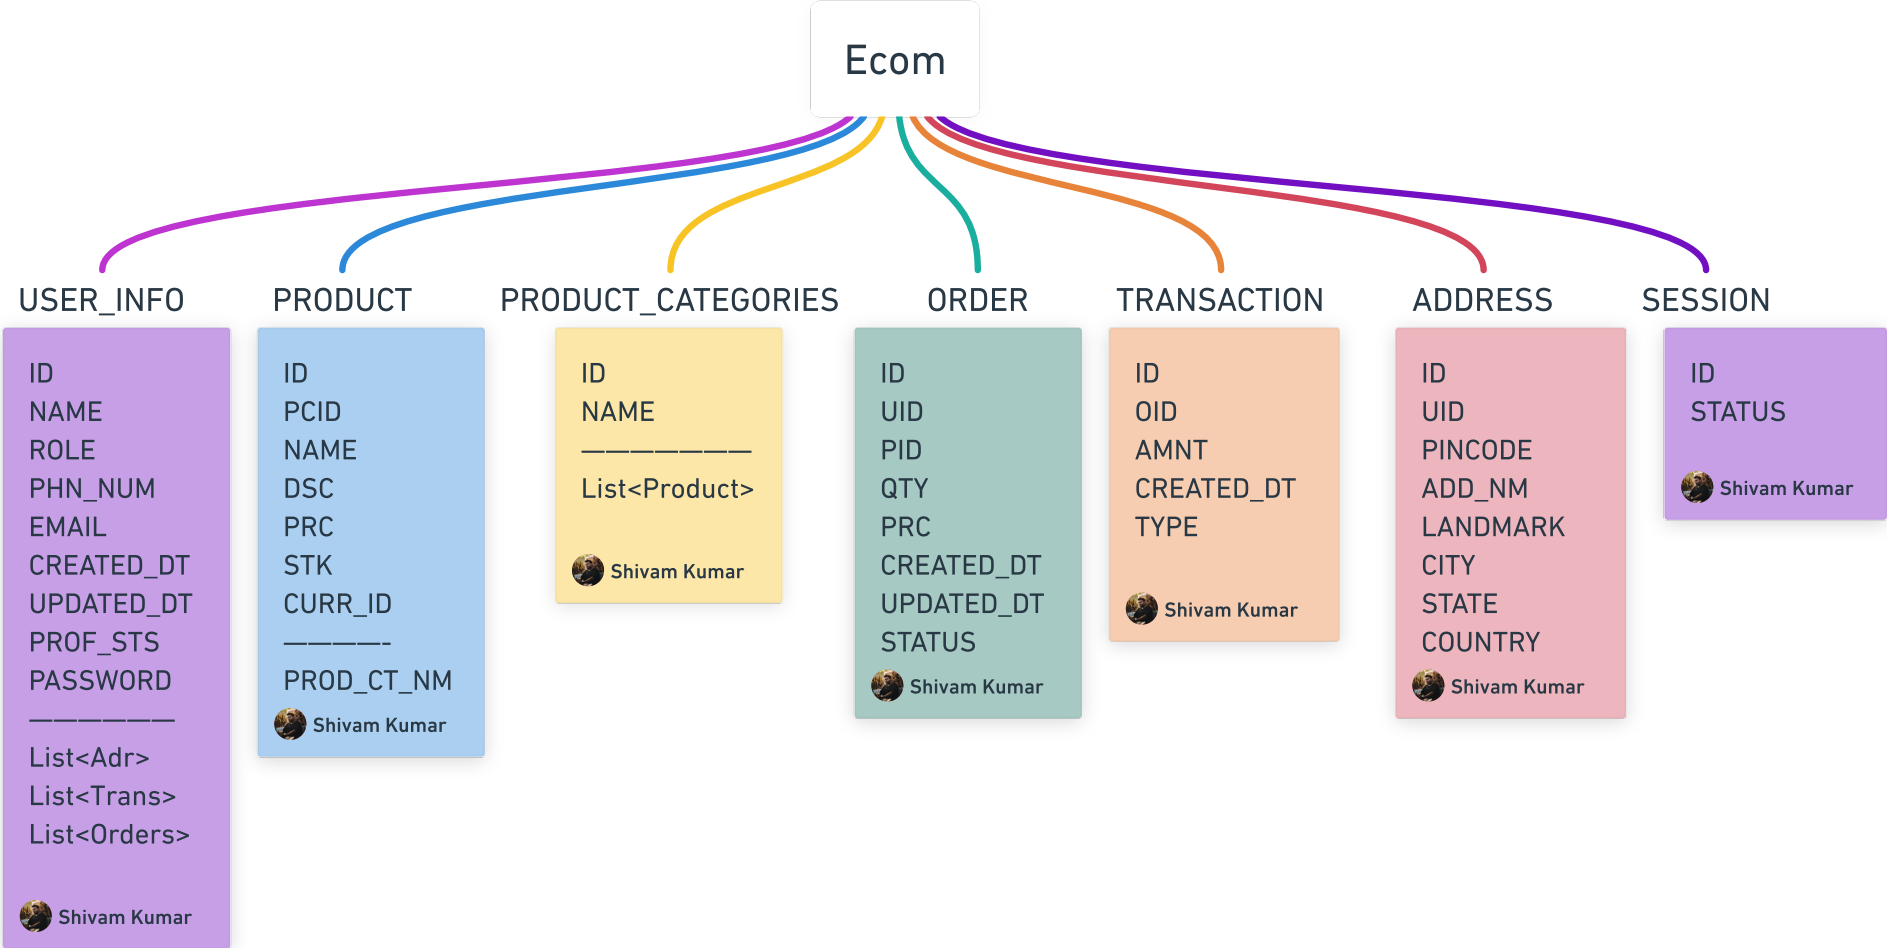 Ecom
USER_INFO
ID
NAME
ROLE
PHN_NUM
EMAIL
CREATED_DT
UPDATED_DT
PROF_STS
PASSWORD
——————
List<Adr>
List<Trans>
List<Orders>
Shivam Kumar
PRODUCT
ID
PCID
NAME
DSC
PRC
STK
CURR_ID
————-
PROD_CT_NM
Shivam Kumar
PRODUCT_CATEGORIES
ID
NAME
———————
List<Product>
Shivam Kumar
ORDER
ID
UID
PID
QTY
PRC
CREATED_DT
UPDATED_DT
STATUS
Shivam Kumar
TRANSACTION
ID
OID
AMNT
CREATED_DT
TYPE
Shivam Kumar
ADDRESS
ID
UID
PINCODE
ADD_NM
LANDMARK
CITY
STATE
COUNTRY
Shivam Kumar
SESSION
ID
STATUS
Shivam Kumar